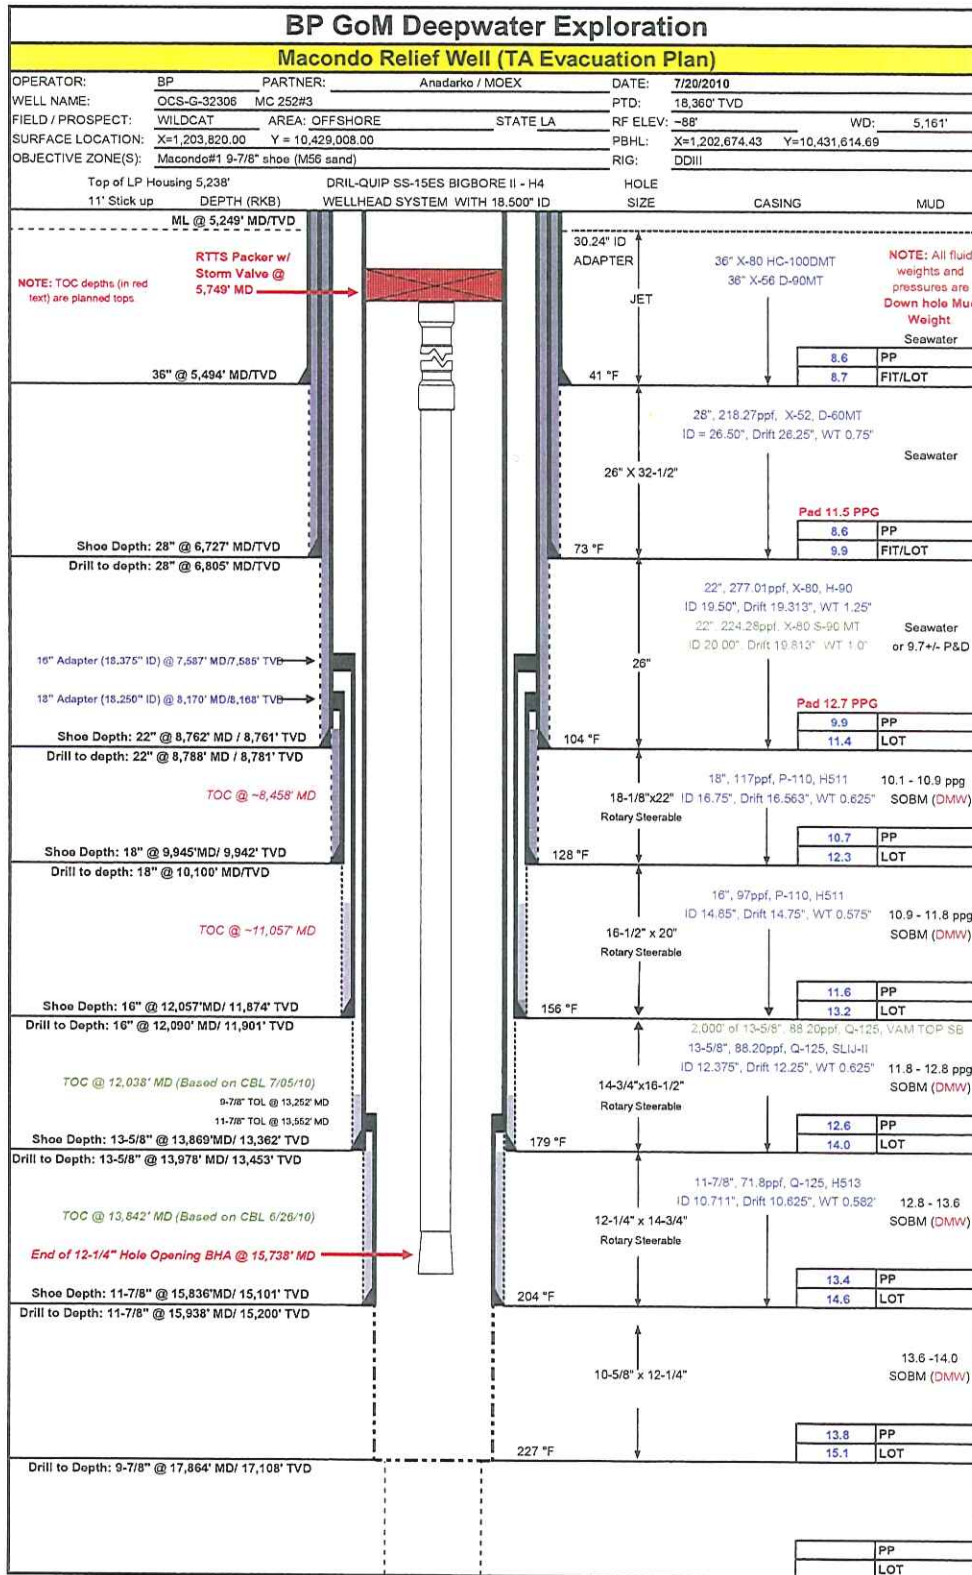 BP GoM Deepwater Exploration
Macondo Relief Well (TA Evacuation Plan)
OPERATOR: BP PARTNER: Anadarko / MOEX DATE: 7/20/2010
WELL NAME: OCS-G-32306 MC 252#3 PTD: 18,360' TVD
FIELD / PROSPECT: WILDCAT AREA: OFFSHORE STATE LA RF ELEV: ~88' WD: 5,161'
SURFACE LOCATION: X=1,203,820.00 Y = 10,429,008.00 PBHL: X=1,202,674.43 Y=10,431,614.69
OBJECTIVE ZONE(S): Macondo#1 9-7/8" shoe (M56 sand) RIG: DDIII
Top of LP Housing 5,238' DRIL-QUIP SS-15ES BIGBORE II - H4 HOLE
11' Stick up DEPTH (RKB) WELLHEAD SYSTEM WITH 18.500" ID SIZE CASING MUD
ML @ 5,249' MD/TVD
30.24" ID
ADAPTER
RTTS Packer w/
Storm Valve @
5,749' MD
NOTE: TOC depths (in red
text) are planned tops
36" X-80 HC-100DMT
36" X-56 D-90MT
NOTE: All fluid
weights and
pressures are
Down hole Mud
Weight
JET
Seawater
8.6 PP
36" @ 5,494' MD/TVD 41 °F 8.7 FIT/LOT
28", 218.27ppf, X-52, D-60MT
ID = 26.50", Drift 26.25", WT 0.75"
Seawater
26" X 32-1/2"
Pad 11.5 PPG
8.6 PP
Shoe Depth: 28" @ 6,727' MD/TVD 73 °F 9.9 FIT/LOT
Drill to depth: 28" @ 6,805' MD/TVD
22", 277.01ppf, X-80, H-90
ID 19.50", Drift 19.313", WT 1.25"
22", 224.28ppf, X-80 S-90 MT Seawater
ID 20.00", Drift 19.813", WT 1.0" or 9.7+/- P&D
16" Adapter (18.375" ID) @ 7,587' MD/7,585' TVD 26"
18" Adapter (18.250" ID) @ 8,170' MD/8,168' TVD
Pad 12.7 PPG
9.9 PP
Shoe Depth: 22" @ 8,762' MD / 8,761' TVD 104 °F 11.4 LOT
Drill to depth: 22" @ 8,788' MD / 8,781' TVD
18", 117ppf, P-110, H511 10.1 - 10.9 ppg
TOC @ ~8,458' MD 18-1/8"x22" ID 16.75", Drift 16.563", WT 0.625" SOBM (DMW)
Rotary Steerable
10.7 PP
Shoe Depth: 18" @ 9,945'MD/ 9,942' TVD 128 °F 12.3 LOT
Drill to depth: 18" @ 10,100' MD/TVD
16", 97ppf, P-110, H511
ID 14.85", Drift 14.75", WT 0.575" 10.9 - 11.8 ppg
TOC @ ~11,057' MD 16-1/2" x 20" SOBM (DMW)
Rotary Steerable
11.6 PP
Shoe Depth: 16" @ 12,057'MD/ 11,874' TVD 156 °F 13.2 LOT
Drill to Depth: 16" @ 12,090' MD/ 11,901' TVD
2,000' of 13-5/8", 88.20ppf, Q-125, VAM TOP SB
13-5/8", 88.20ppf, Q-125, SLIJ-II
ID 12.375", Drift 12.25", WT 0.625" 11.8 - 12.8 ppg
TOC @ 12,038' MD (Based on CBL 7/05/10) 14-3/4"x16-1/2" SOBM (DMW)
9-7/8" TOL @ 13,252' MD Rotary Steerable
11-7/8" TOL @ 13,552' MD
12.6 PP
Shoe Depth: 13-5/8" @ 13,869'MD/ 13,362' TVD 179 °F 14.0 LOT
Drill to Depth: 13-5/8" @ 13,978' MD/ 13,453' TVD
11-7/8", 71.8ppf, Q-125, H513
ID 10.711", Drift 10.625", WT 0.582" 12.8 - 13.6
TOC @ 13,842' MD (Based on CBL 6/26/10) 12-1/4" x 14-3/4" SOBM (DMW)
Rotary Steerable
End of 12-1/4" Hole Opening BHA @ 15,738' MD
13.4 PP
Shoe Depth: 11-7/8" @ 15,836'MD/ 15,101' TVD 204 °F 14.6 LOT
Drill to Depth: 11-7/8" @ 15,938' MD/ 15,200' TVD
13.6 -14.0
10-5/8" x 12-1/4" SOBM (DMW)
13.8 PP
227 °F 15.1 LOT
Drill to Depth: 9-7/8" @ 17,864' MD/ 17,108' TVD
PP
LOT